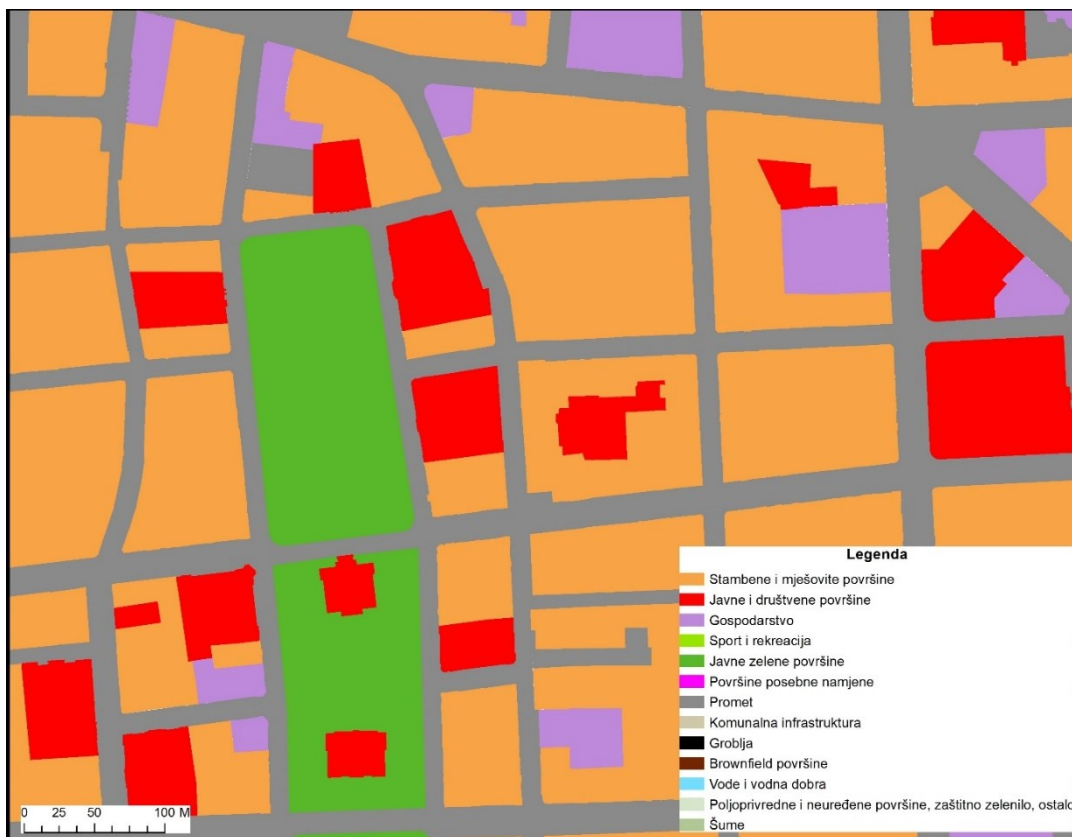 Legenda
Stambene i mješovite površine
Javne i društvene površine
Gospodarstvo
Sport i rekreacija
Javne zelene površine
Površine posebne namjene
Promet
Komunalna infrastruktura
Groblja
Brownfield površine
Vode i vodna dobra
Poljoprivredne i neuređene površine, zaštitno zelenilo, ostalo
Šume
0 25 50 100 M